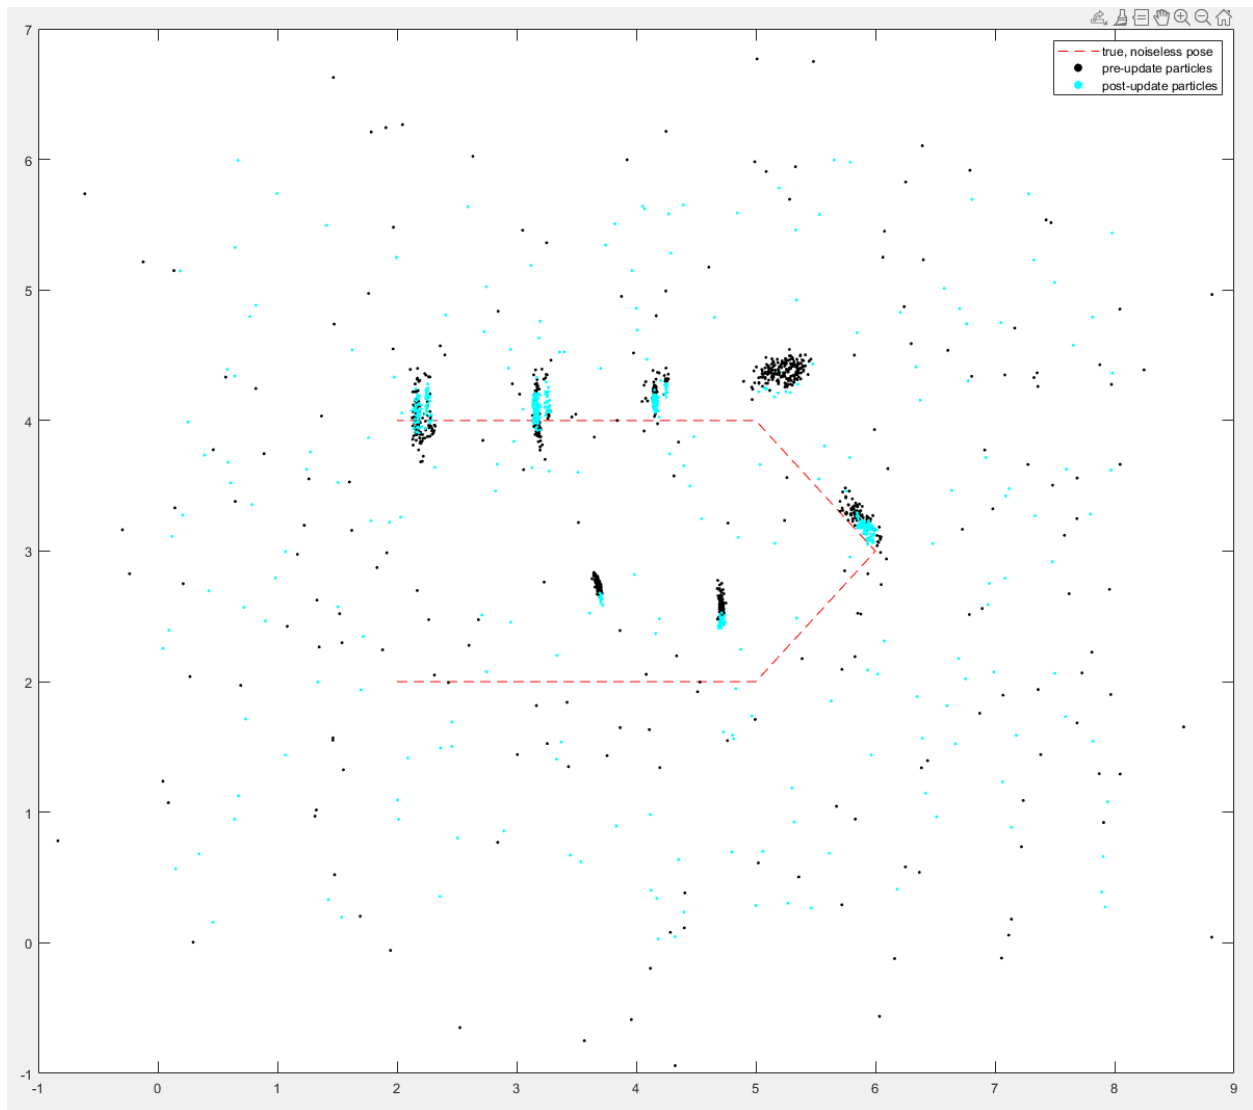 7
true, noiseless pose
pre-update particles
post-update particles
6
5
4
3
2
1
0
-1
-1 0 1 2 3 4 5 6 7 8 9